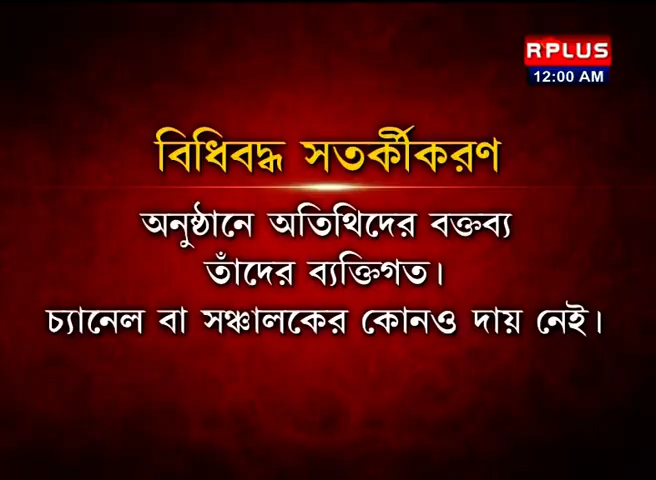 RPLUS
12:00 AM
বিধিবদ্ধ সতর্কীকরণ
অনুষ্ঠানে অতিথিদের বক্তব্য
তাঁদের ব্যক্তিগত।
চ্যানেল বা সঞ্চালকের কোনও দায় নেই।